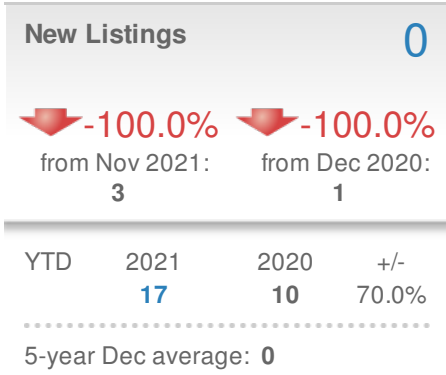 New Listings 0
-100.0% -100.0%
from Nov 2021: from Dec 2020:
3 1
YTD 2021 2020 +/-
17 10 70.0%
5-year Dec average: 0